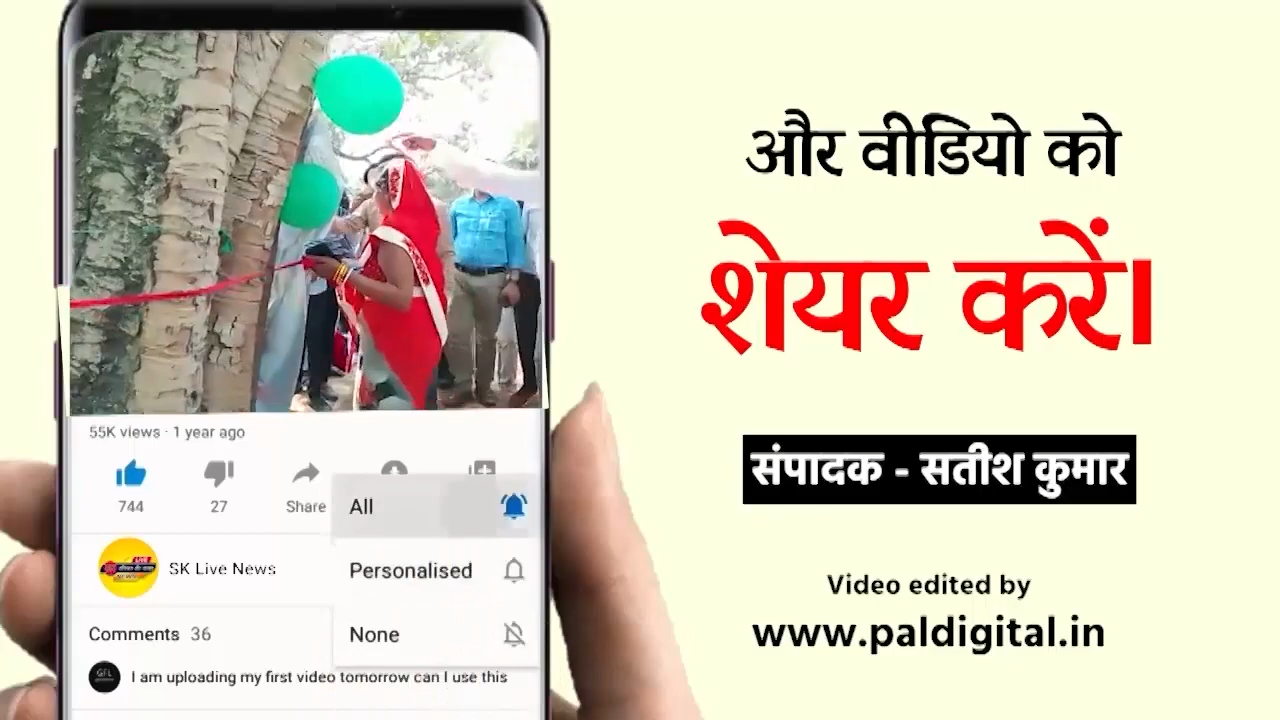 और वीडियो को
शेयर करें।
संपादक - सतीश कुमार
Video edited by
www.paldigital.in
55K views · 1 year ago
744
27
Share
All
Personalised
None
SK Live News
Comments 36
GFL
I am uploading my first video tomorrow can I use this